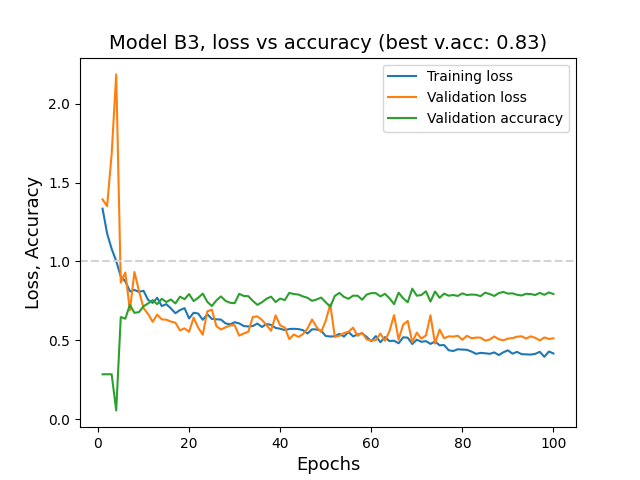 Model B3, loss vs accuracy (best v.acc: 0.83)
Training loss
Validation loss
Validation accuracy
Loss, Accuracy
2.0
1.5
1.0
0.5
0.0
0 20 40 60 80 100
Epochs